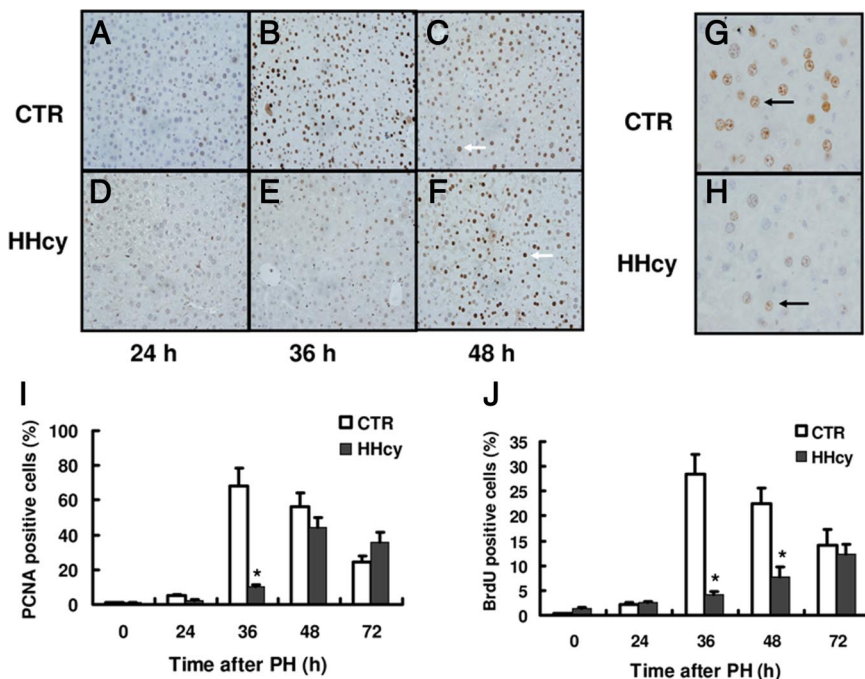 A B C
CTR
D E F
HHcy
24 h 36 h 48 h
G
CTR
H
HHcy
I
CTR
HHcy
PCNA positive cells (%)
100
80
60
40
20
0
*
0 24 36 48 72
Time after PH (h)
J
CTR
HHcy
BrdU positive cells (%)
35
30
25
20
15
10
5
0
* *
0 24 36 48 72
Time after PH (h)